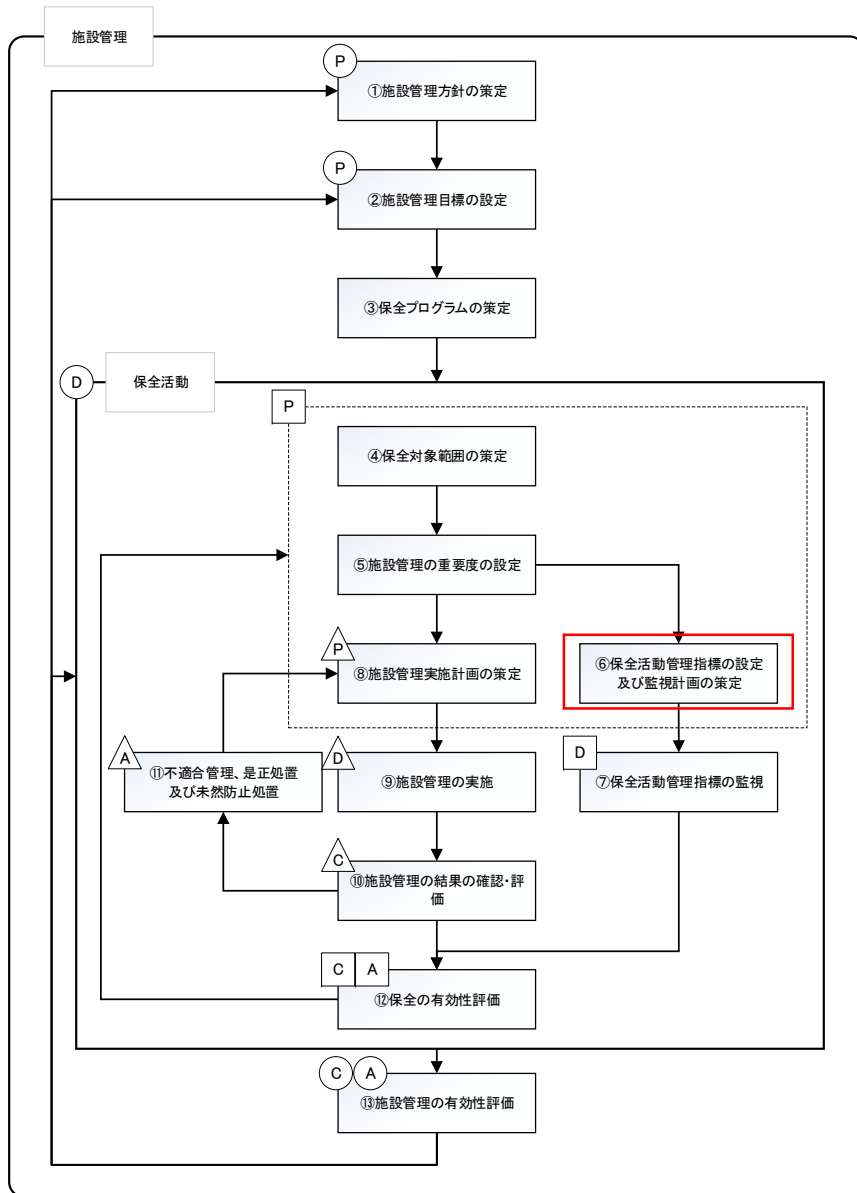 施設管理
P
①施設管理方針の策定
P
②施設管理目標の設定
③保全プログラムの策定
D
保全活動
P
④保全対象範囲の策定
⑤施設管理の重要度の設定
P
⑧施設管理実施計画の策定
⑥保全活動管理指標の設定
及び監視計画の策定
A
⑪不適合管理、是正処置
及び未然防止処置
D
⑨施設管理の実施
D
⑦保全活動管理指標の監視
C
⑩施設管理の結果の確認・評
価
C A
⑫保全の有効性評価
C A
⑬施設管理の有効性評価